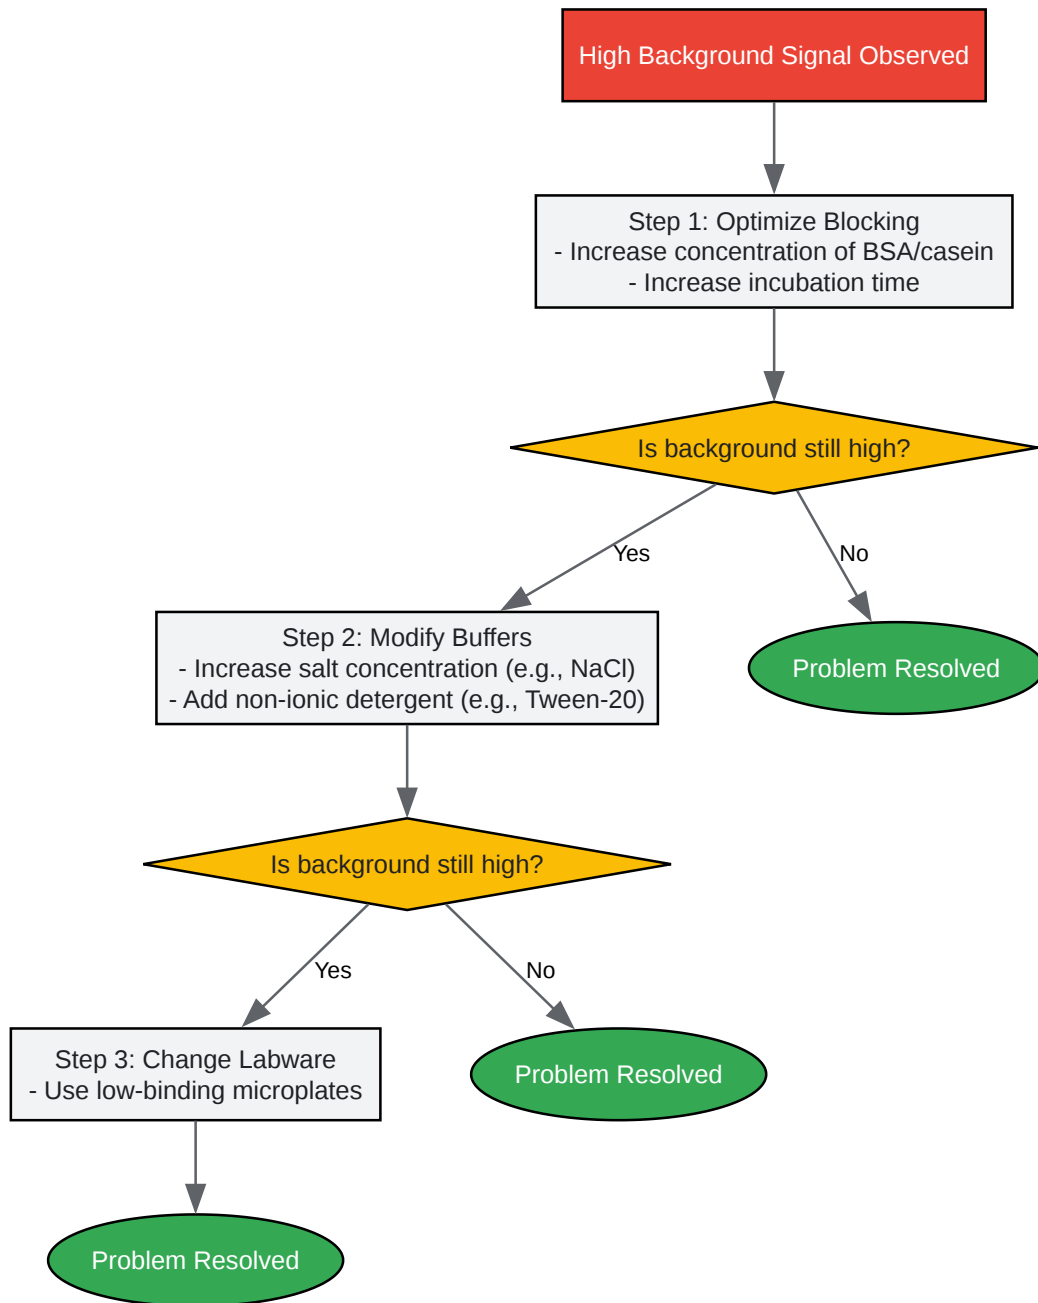 High Background Signal Observed
Step 1: Optimize Blocking
- Increase concentration of BSA/casein
- Increase incubation time
Is background still high?
Yes
No
Step 2: Modify Buffers
- Increase salt concentration (e.g., NaCl)
- Add non-ionic detergent (e.g., Tween-20)
Problem Resolved
Is background still high?
Yes
No
Step 3: Change Labware
- Use low-binding microplates
Problem Resolved
Problem Resolved